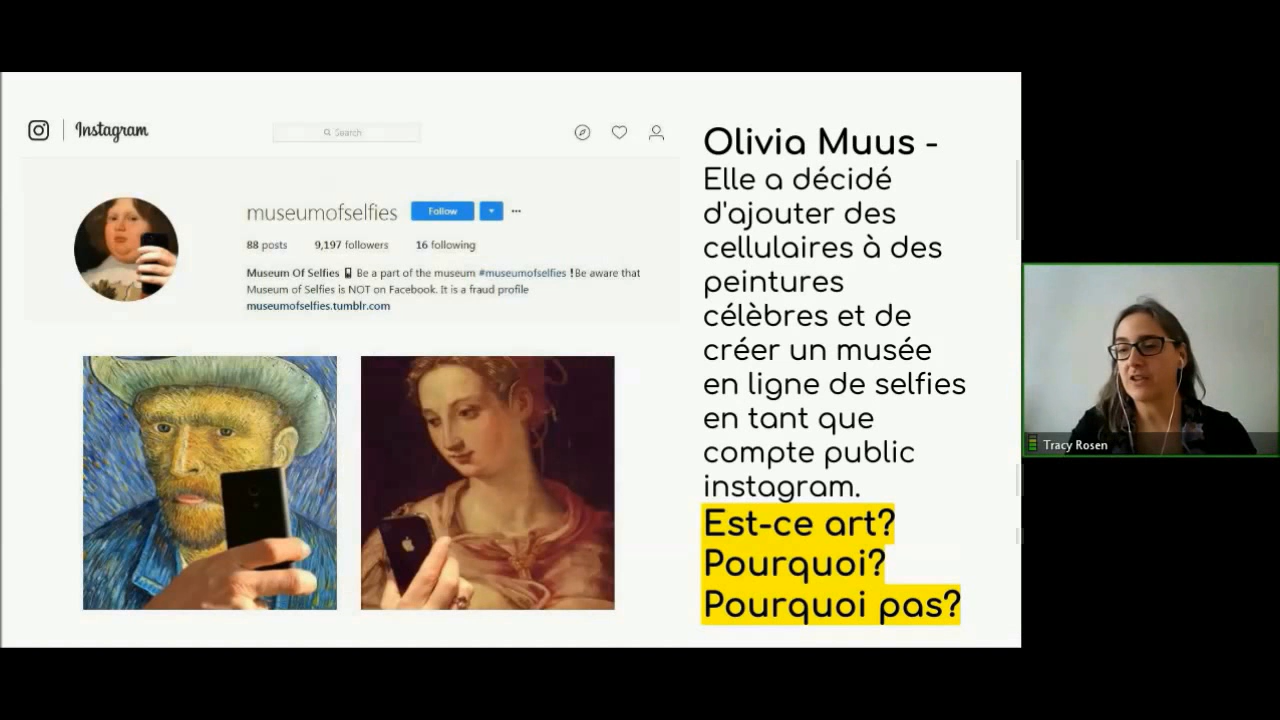 Instagram
Search
museumofselfies
Follow
88 posts 9,197 followers 16 following
Museum Of Selfies Be a part of the museum #museumofselfies !Be aware that
Museum of Selfies is NOT on Facebook. It is a fraud profile
museumofselfies.tumblr.com
Olivia Muus -
Elle a décidé
d'ajouter des
cellulaires à des
peintures
célèbres et de
créer un musée
en ligne de selfies
en tant que
compte public
instagram.
Est-ce art?
Pourquoi?
Pourquoi pas?
Tracy Rosen